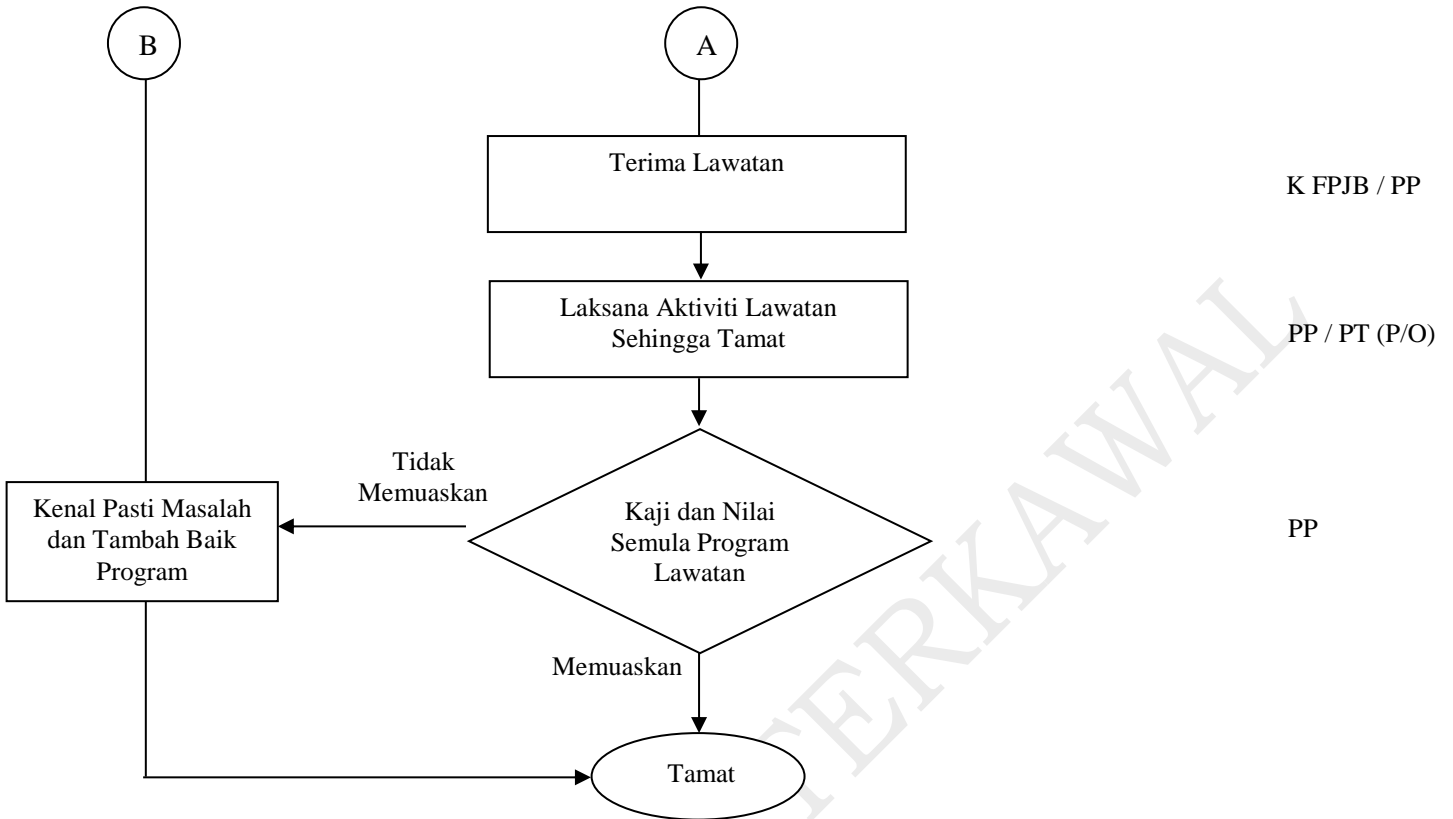 B
A
Terima Lawatan
K FPJB / PP
Laksana Aktiviti Lawatan
Sehingga Tamat
PP / PT (P/O)
Tidak
Memuaskan
Kenal Pasti Masalah
dan Tambah Baik
Program
Kaji dan Nilai
Semula Program
Lawatan
PP
Memuaskan
Tamat
TERKAWAL